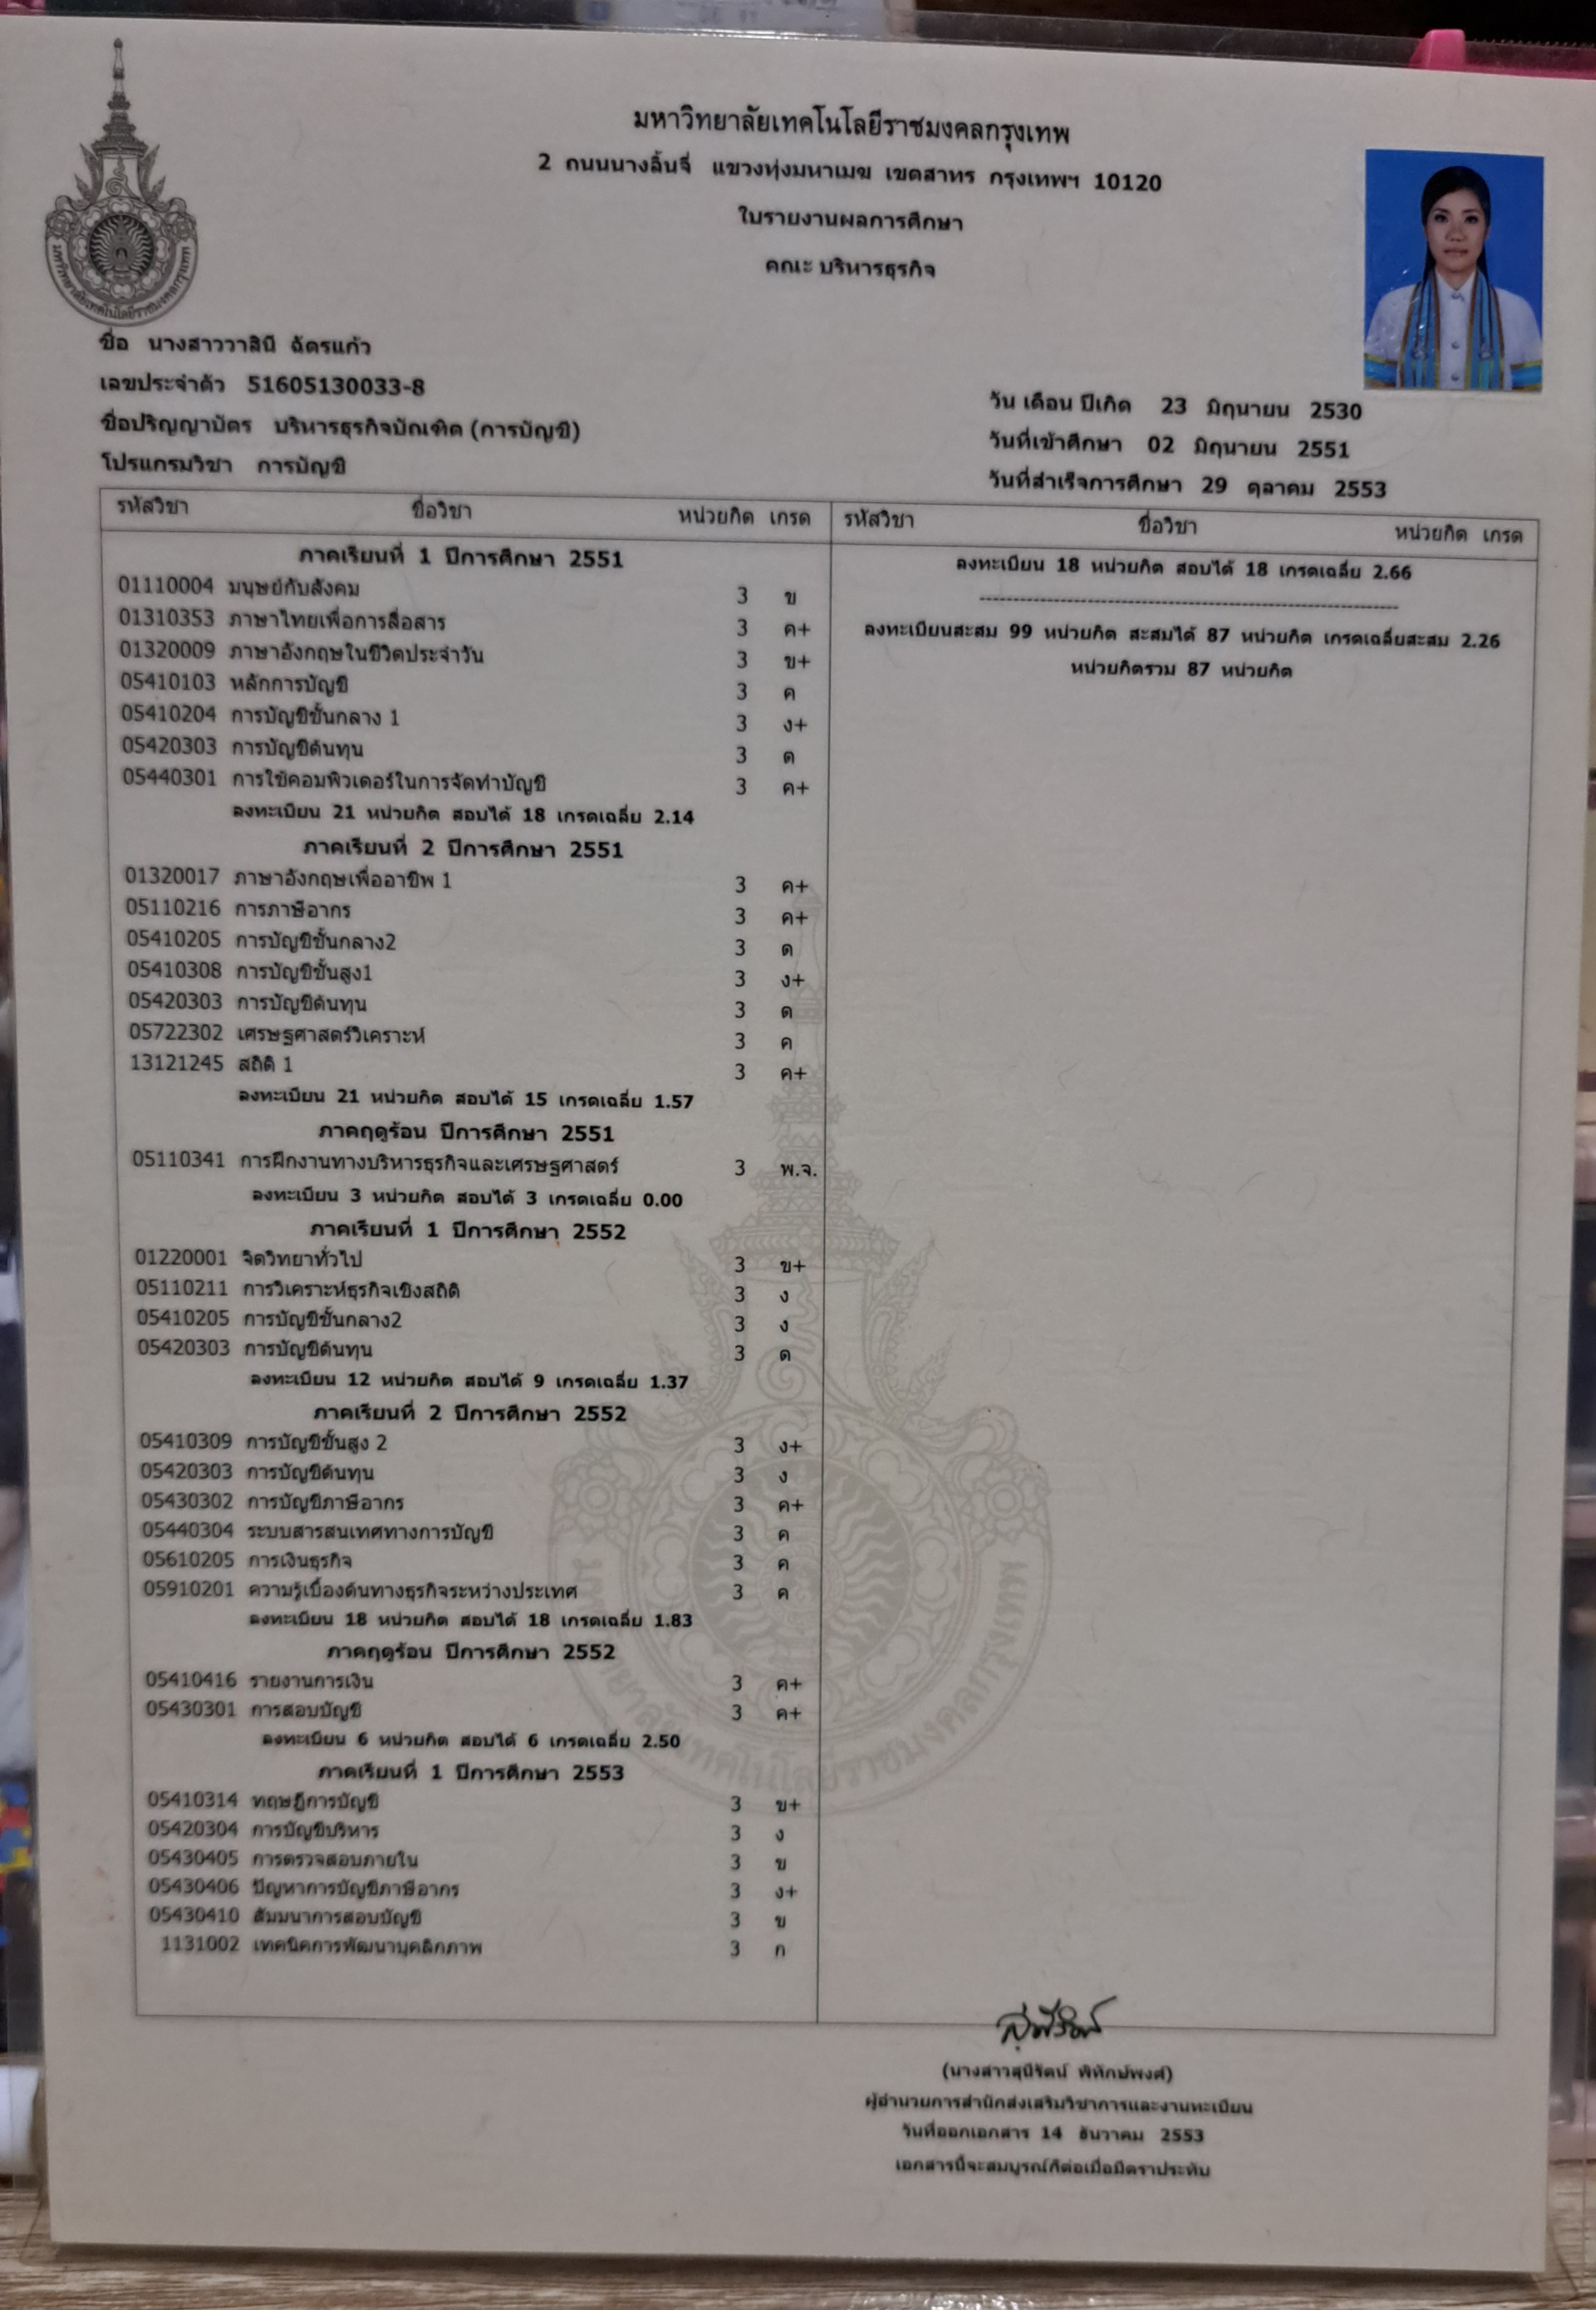 มหาวิทยาลัยเทคโนโลยีราชมงคลกรุงเทพ
2 ถนนนางลิ้นจี่ แขวงทุ่งมหาเมฆ เขตสาทร กรุงเทพฯ 10120
ใบรายงานผลการศึกษา
คณะ บริหารธุรกิจ
มหาวิทยาลัยเทคโนโลยีราชมงคลกรุงเทพ
ชื่อ นางสาววาสินี ฉัตรแก้ว
เลขประจำตัว 51605130033-8
ชื่อปริญญาบัตร บริหารธุรกิจบัณฑิต (การบัญชี)
โปรแกรมวิชา การบัญชี
วัน เดือน ปีเกิด 23 มิถุนายน 2530
วันที่เข้าศึกษา 02 มิถุนายน 2551
วันที่สำเร็จการศึกษา 29 ตุลาคม 2553
รหัสวิชา ชื่อวิชา หน่วยกิต เกรด
ภาคเรียนที่ 1 ปีการศึกษา 2551
01110004 มนุษย์กับสังคม 3 ข
01310353 ภาษาไทยเพื่อการสื่อสาร 3 ค+
01320009 ภาษาอังกฤษในชีวิตประจำวัน 3 ข+
05410103 หลักการบัญชี 3 ค
05410204 การบัญชีชั้นกลาง 1 3 ง+
05420303 การบัญชีต้นทุน 3 ต
05440301 การใช้คอมพิวเตอร์ในการจัดทำบัญชี 3 ค+
ลงทะเบียน 21 หน่วยกิต สอบได้ 18 เกรดเฉลี่ย 2.14
ภาคเรียนที่ 2 ปีการศึกษา 2551
01320017 ภาษาอังกฤษเพื่ออาชีพ 1 3 ค+
05110216 การภาษีอากร 3 ค+
05410205 การบัญชีชั้นกลาง2 3 ต
05410308 การบัญชีชั้นสูง1 3 ง+
05420303 การบัญชีต้นทุน 3 ต
05722302 เศรษฐศาสตร์วิเคราะห์ 3 ค
13121245 สถิติ 1 3 ค+
ลงทะเบียน 21 หน่วยกิต สอบได้ 15 เกรดเฉลี่ย 1.57
ภาคฤดูร้อน ปีการศึกษา 2551
05110341 การฝึกงานทางบริหารธุรกิจและเศรษฐศาสตร์ 3 พ.จ.
ลงทะเบียน 3 หน่วยกิต สอบได้ 3 เกรดเฉลี่ย 0.00
ภาคเรียนที่ 1 ปีการศึกษา 2552
01220001 จิตวิทยาทั่วไป 3 ข+
05110211 การวิเคราะห์ธุรกิจเชิงสถิติ 3 ง
05410205 การบัญชีชั้นกลาง2 3 ง
05420303 การบัญชีต้นทุน 3 ต
ลงทะเบียน 12 หน่วยกิต สอบได้ 9 เกรดเฉลี่ย 1.37
ภาคเรียนที่ 2 ปีการศึกษา 2552
05410309 การบัญชีชั้นสูง 2 3 ง+
05420303 การบัญชีต้นทุน 3 ง
05430302 การบัญชีภาษีอากร 3 ค+
05440304 ระบบสารสนเทศทางการบัญชี 3 ค
05610205 การเงินธุรกิจ 3 ค
05910201 ความรู้เบื้องต้นทางธุรกิจระหว่างประเทศ 3 ค
ลงทะเบียน 18 หน่วยกิต สอบได้ 18 เกรดเฉลี่ย 1.83
ภาคฤดูร้อน ปีการศึกษา 2552
05410416 รายงานการเงิน 3 ค+
05430301 การสอบบัญชี 3 ค+
ลงทะเบียน 6 หน่วยกิต สอบได้ 6 เกรดเฉลี่ย 2.50
ภาคเรียนที่ 1 ปีการศึกษา 2553
05410314 ทฤษฎีการบัญชี 3 ข+
05420304 การบัญชีบริหาร 3 ง
05430405 การตรวจสอบภายใน 3 ข
05430406 ปัญหาการบัญชีภาษีอากร 3 ง+
05430410 สัมมนาการสอบบัญชี 3 ข
1131002 เทคนิคการพัฒนาบุคลิกภาพ 3 ก
รหัสวิชา ชื่อวิชา หน่วยกิต เกรด
ลงทะเบียน 18 หน่วยกิต สอบได้ 18 เกรดเฉลี่ย 2.66
ลงทะเบียนสะสม 99 หน่วยกิต สะสมได้ 87 หน่วยกิต เกรดเฉลี่ยสะสม 2.26
หน่วยกิตรวม 87 หน่วยกิต
สุนีรัตน์
(นางสาวสุนีรัตน์ พิทักษ์พงศ์)
ผู้อำนวยการสำนักส่งเสริมวิชาการและงานทะเบียน
วันที่ออกเอกสาร 14 ธันวาคม 2553
เอกสารนี้จะสมบูรณ์ก็ต่อเมื่อมีตราประทับ